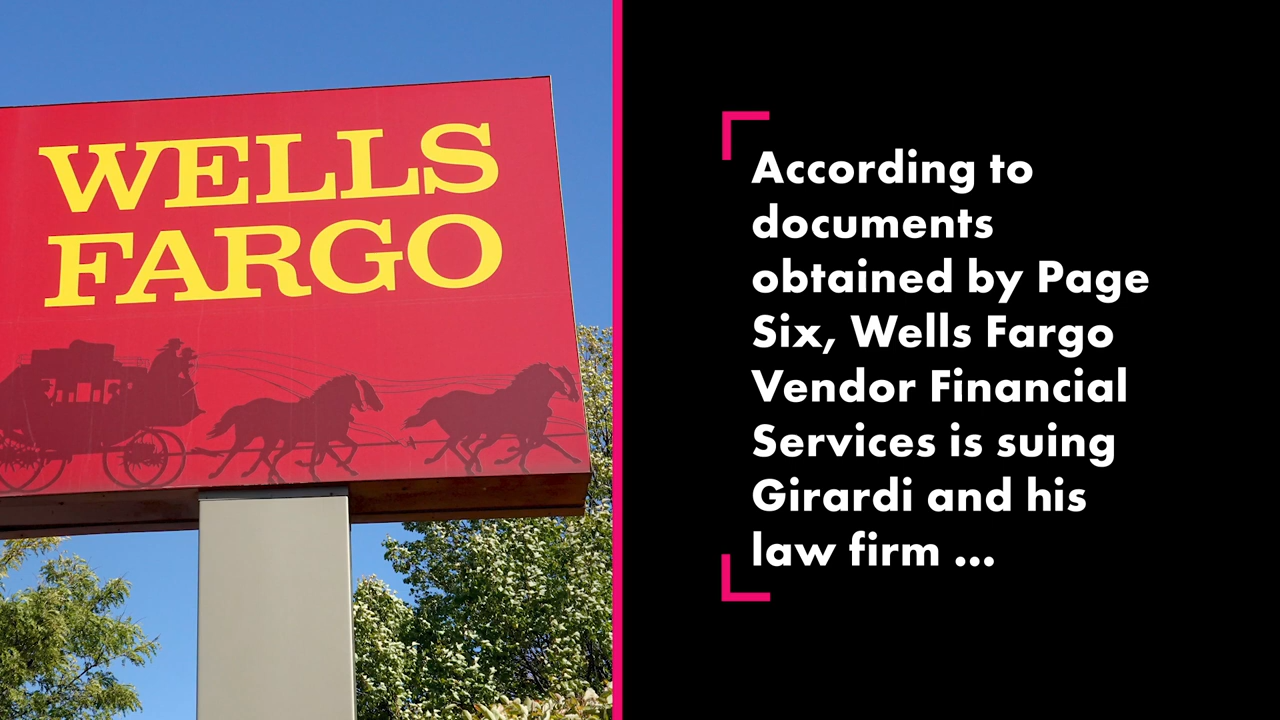 WELLS
FARGO
According to
documents
obtained by Page
Six, Wells Fargo
Vendor Financial
Services is suing
Girardi and his
law firm ...